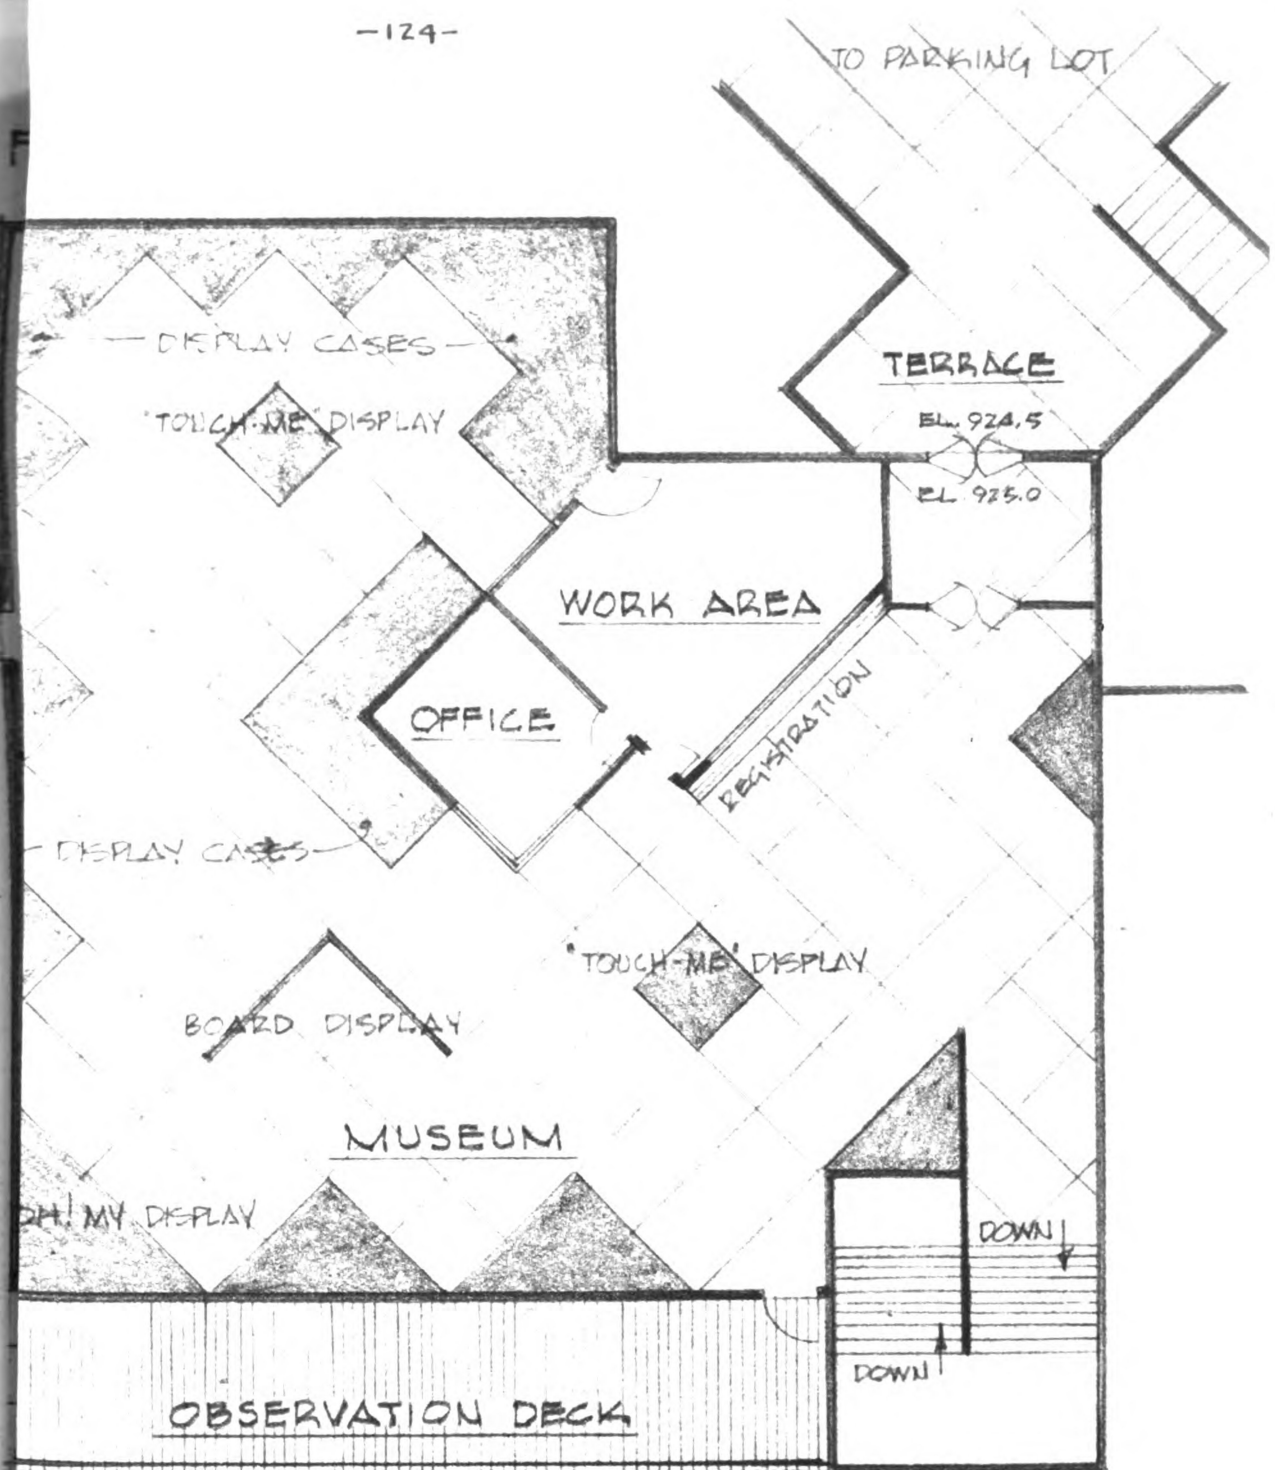 -124-
TO PARKING LOT
F
DISPLAY CASES
TERRACE
"TOUCH-ME" DISPLAY
EL. 924.5
EL. 925.0
WORK AREA
OFFICE
REGISTRATION
DISPLAY CASES
"TOUCH-ME" DISPLAY
BOARD DISPLAY
MUSEUM
OH! MY DISPLAY
DOWN
DOWN
OBSERVATION DECK